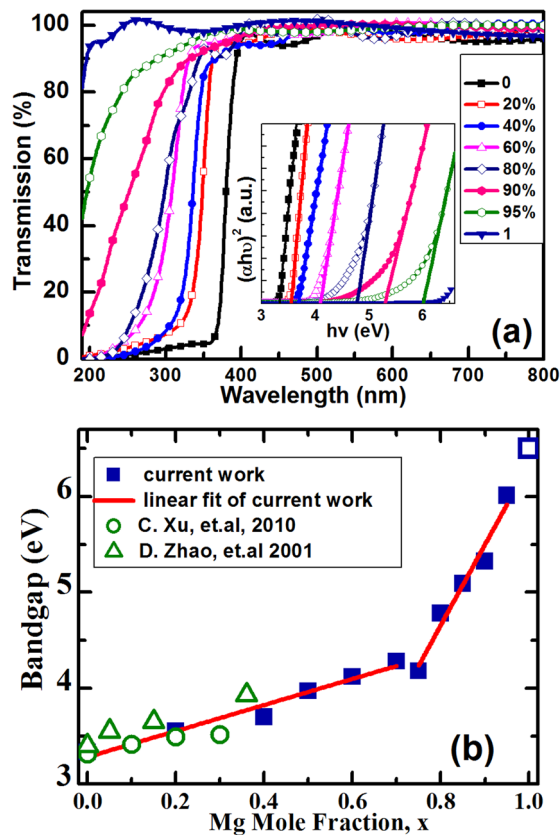 100
80
60
40
20
0
Transmission (%)
200 300 400 500 600 700 800
Wavelength (nm)
0
20%
40%
60%
80%
90%
95%
1
(αhυ)² (a.u.)
3 4 5 6
hν (eV)
(a)
6
5
4
3
Bandgap (eV)
current work
linear fit of current work
C. Xu, et.al, 2010
D. Zhao, et.al 2001
(b)
0.0 0.2 0.4 0.6 0.8 1.0
Mg Mole Fraction, x